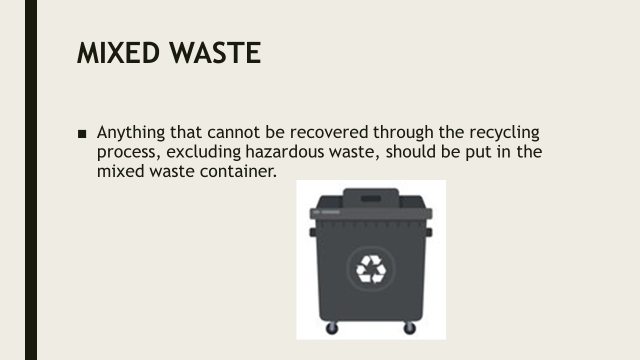 MIXED WASTE
■ Anything that cannot be recovered through the recycling
process, excluding hazardous waste, should be put in the
mixed waste container.